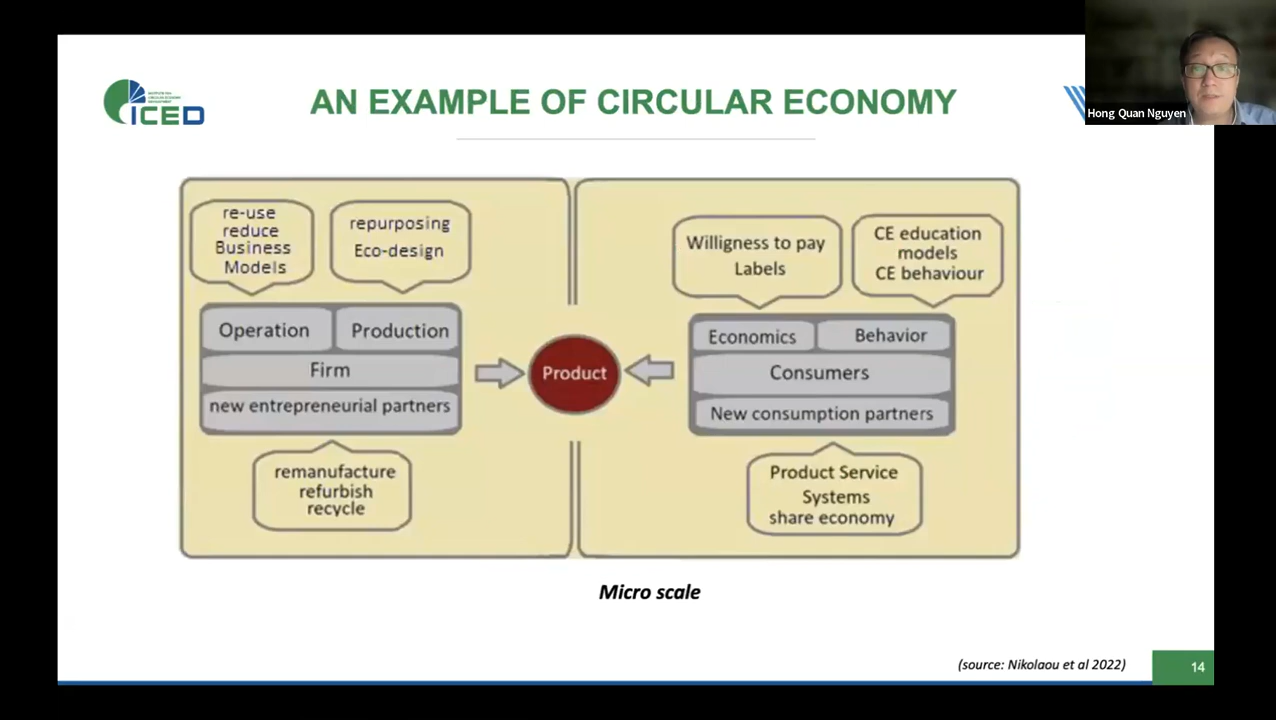 ICED
AN EXAMPLE OF CIRCULAR ECONOMY
Hong Quan Nguyen
re-use
reduce
Business
Models
repurposing
Eco-design
Operation
Production
Firm
new entrepreneurial partners
remanufacture
refurbish
recycle
Product
Willigness to pay
Labels
CE education
models
CE behaviour
Economics
Behavior
Consumers
New consumption partners
Product Service
Systems
share economy
Micro scale
(source: Nikolaou et al 2022)
14